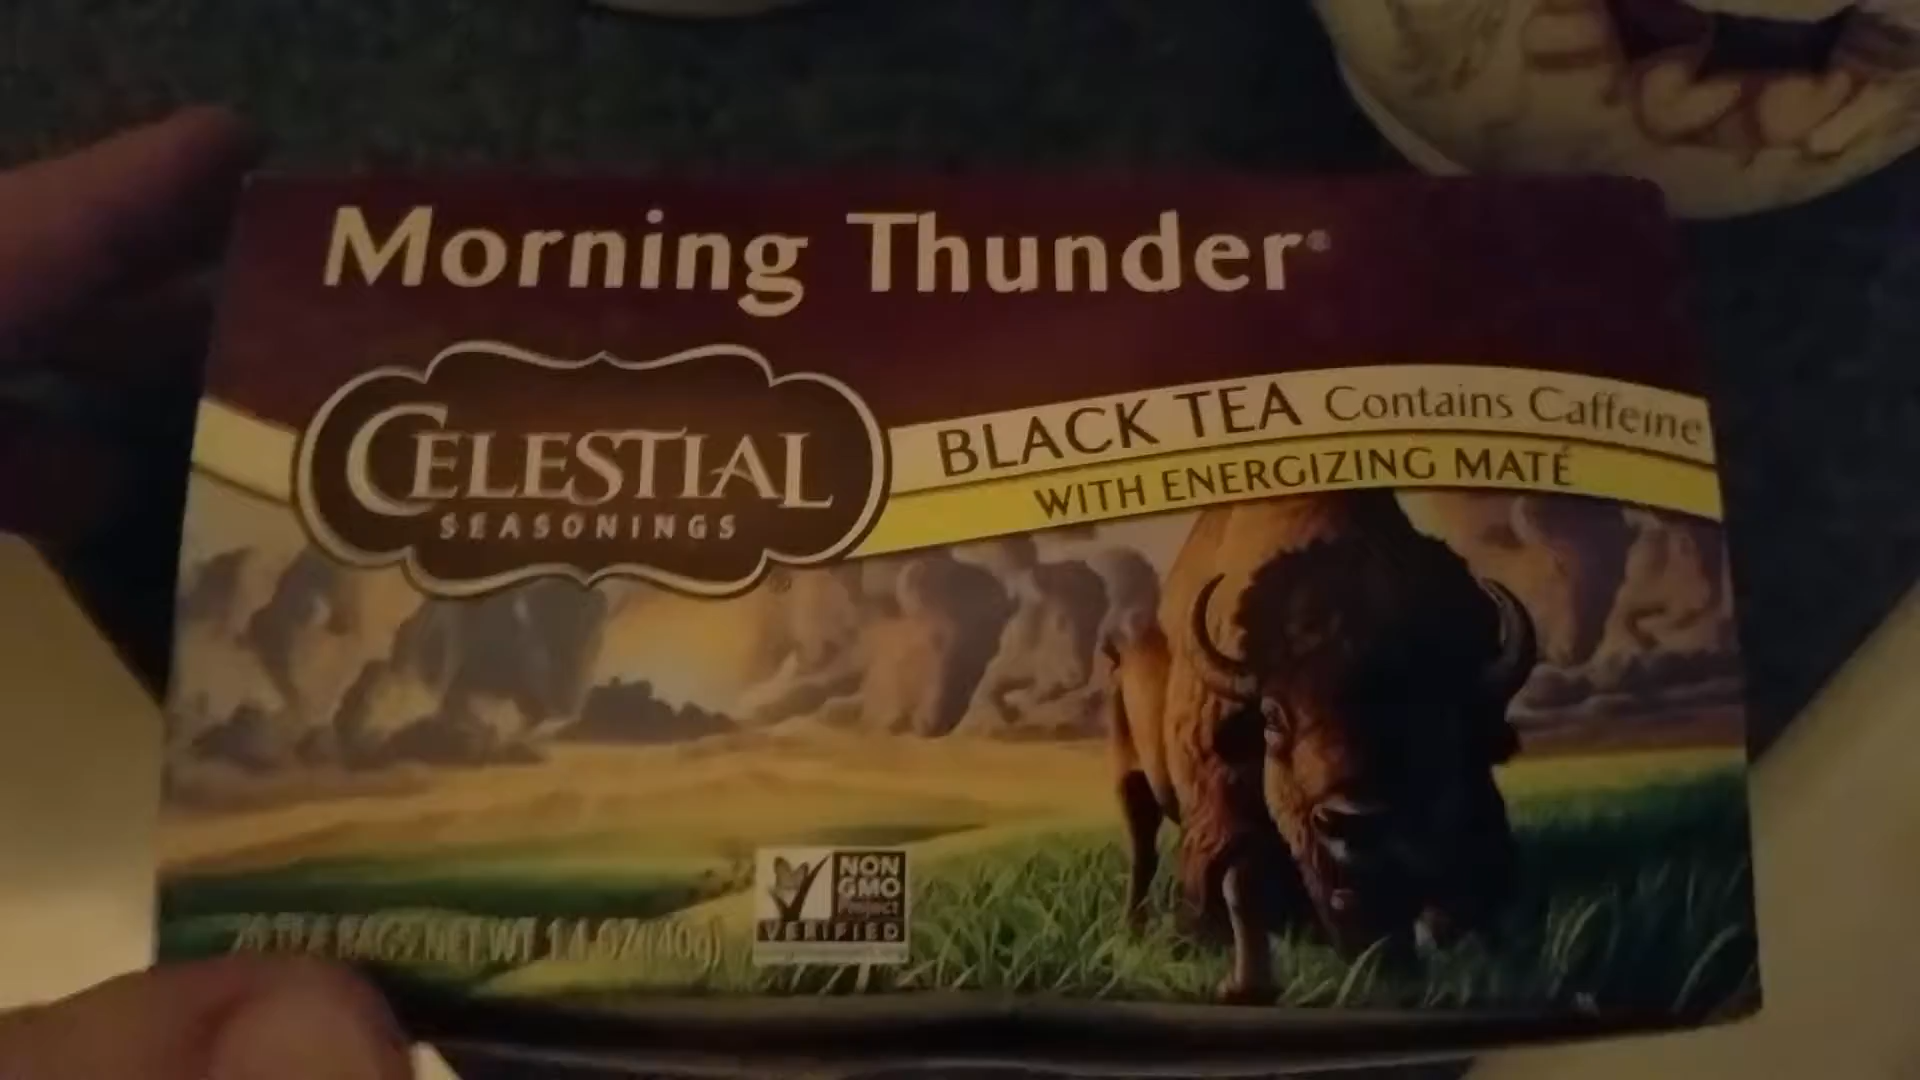 Morning Thunder®
CELESTIAL
SEASONINGS
®
BLACK TEA Contains Caffeine
WITH ENERGIZING MATÉ
NON
GMO
Project
VERIFIED
20 TEA BAGS NET WT 1.4 OZ (40g)